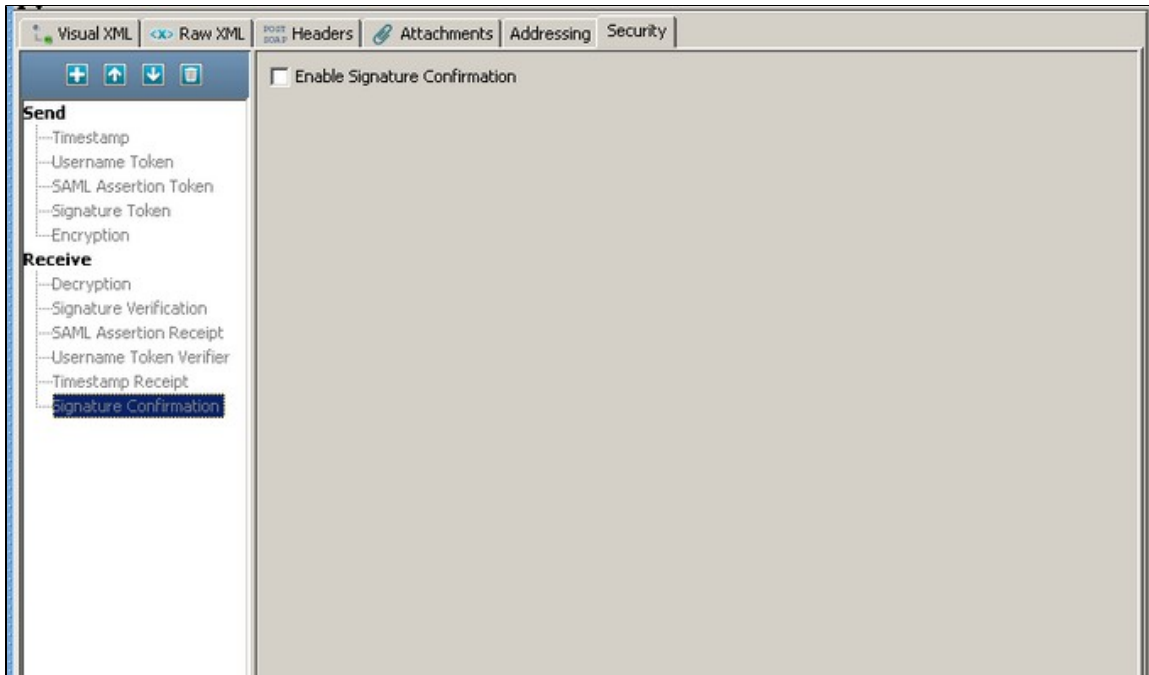 Visual XML
Raw XML
POST SOAP Headers
Attachments
Addressing
Security
Enable Signature Confirmation
Send
Timestamp
Username Token
SAML Assertion Token
Signature Token
Encryption
Receive
Decryption
Signature Verification
SAML Assertion Receipt
Username Token Verifier
Timestamp Receipt
Signature Confirmation